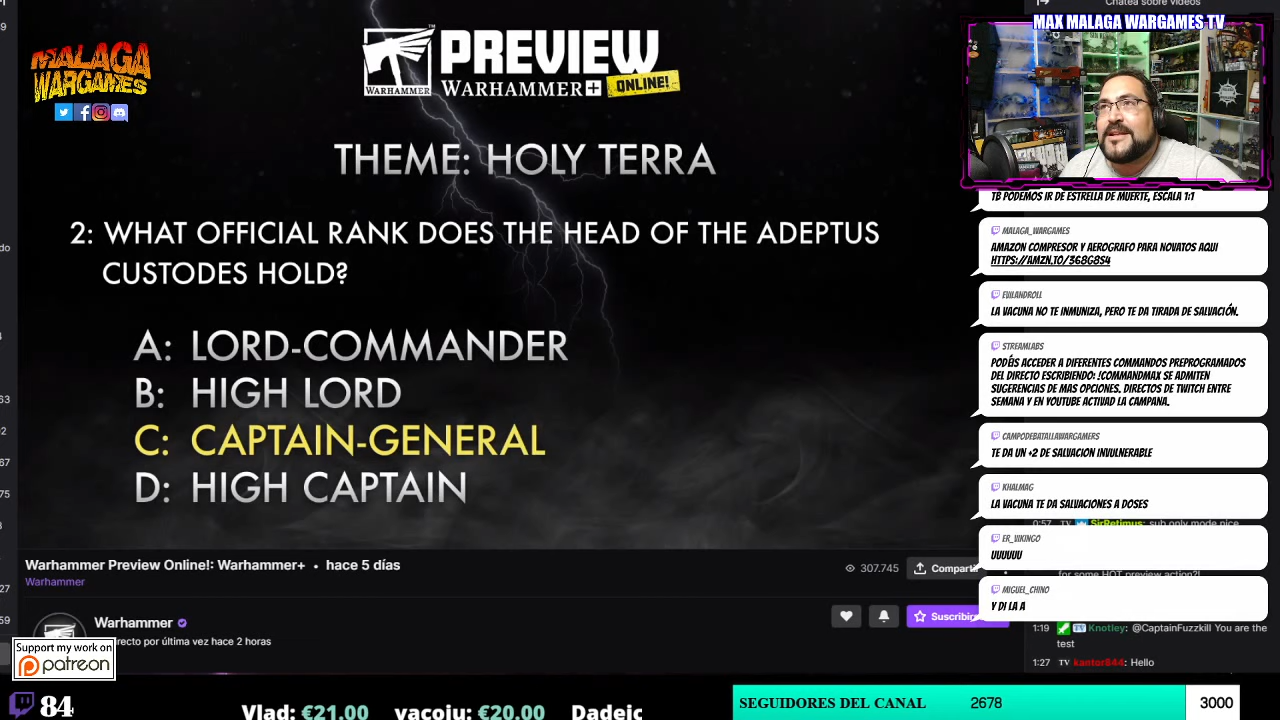 MALAGA
WARGAMES
WARHAMMER
PREVIEW
WARHAMMER+
ONLINE!
THEME: HOLY TERRA
2: WHAT OFFICIAL RANK DOES THE HEAD OF THE ADEPTUS
CUSTODES HOLD?
A: LORD-COMMANDER
B: HIGH LORD
C: CAPTAIN-GENERAL
D: HIGH CAPTAIN
Warhammer Preview Online!: Warhammer+ • hace 5 días
Warhammer
307.745
Compartir
Warhammer
recto por última vez hace 2 horas
Suscribir
Support my work on
patreon
84
Vlad: €21.00 yacoiu: €20.00 Dadeic
SEGUIDORES DEL CANAL 2678 3000
Chatea sobre vídeos
MAX MALAGA WARGAMES TV
TB PODEMOS IR DE ESTRELLA DE MUERTE, ESCALA 1:1
MALAGA_WARGAMES
AMAZON COMPRESOR Y AEROGRAFO PARA NOVATOS AQUI
HTTPS://AMZN.TO/368G8S4
EVILANDROLL
LA VACUNA NO TE INMUNIZA, PERO TE DA TIRADA DE SALVACIÓN.
STREAMLABS
PODÉIS ACCEDER A DIFERENTES COMMANDOS PREPROGRAMADOS
DEL DIRECTO ESCRIBIENDO: !COMMANDMAX SE ADMITEN
SUGERENCIAS DE MAS OPCIONES. DIRECTOS DE TWITCH ENTRE
SEMANA Y EN YOUTUBE ACTIVAD LA CAMPANA.
CAMPODEBATALLAWARGAMERS
TE DA UN +2 DE SALVACION INVULNERABLE
KHALMAG
LA VACUNA TE DA SALVACIONES A DOSES
0:57 SirRetimus: sub only mode nice
ER_VIKINGO
UUUUUU
for some HOT preview action?!
MIGUEL_CHINO
Y DI LA A
1:19 Knotley: @CaptainFuzzkill You are the
test
1:27 kantor844: Hello